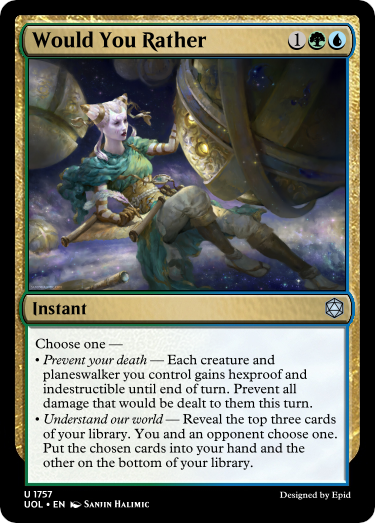 Would You Rather 1
Instant
Choose one —
• Prevent your death — Each creature and
planeswalker you control gains hexproof and
indestructible until end of turn. Prevent all
damage that would be dealt to them this turn.
• Understand our world — Reveal the top three cards
of your library. You and an opponent choose one.
Put the chosen cards into your hand and the
other on the bottom of your library.
U 1757 Designed by Epid
UOL • EN Sanjin Halimic